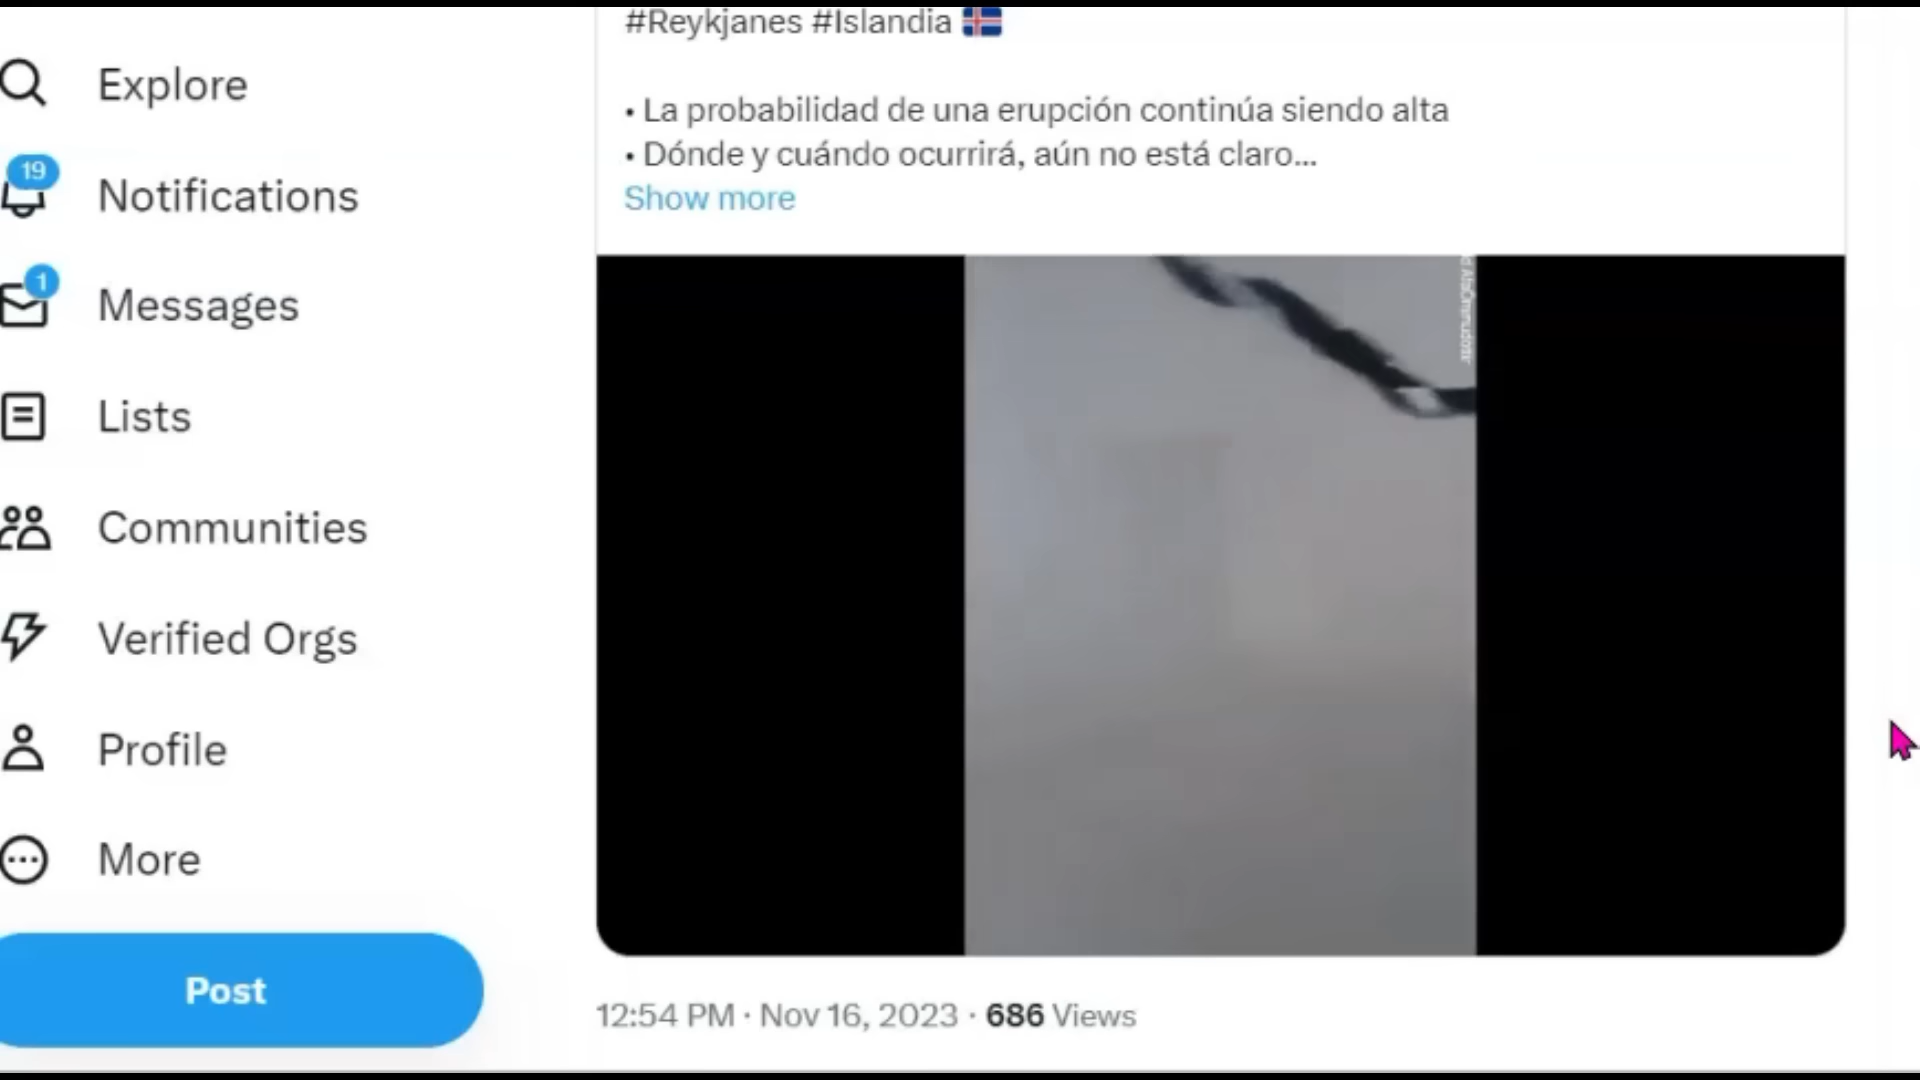 #Reykjanes #Islandia
• La probabilidad de una erupción continúa siendo alta
• Dónde y cuándo ocurrirá, aún no está claro...
Show more
Explore
19
Notifications
1
Messages
Lists
Communities
Verified Orgs
Profile
More
Post
12:54 PM · Nov 16, 2023 · 686 Views